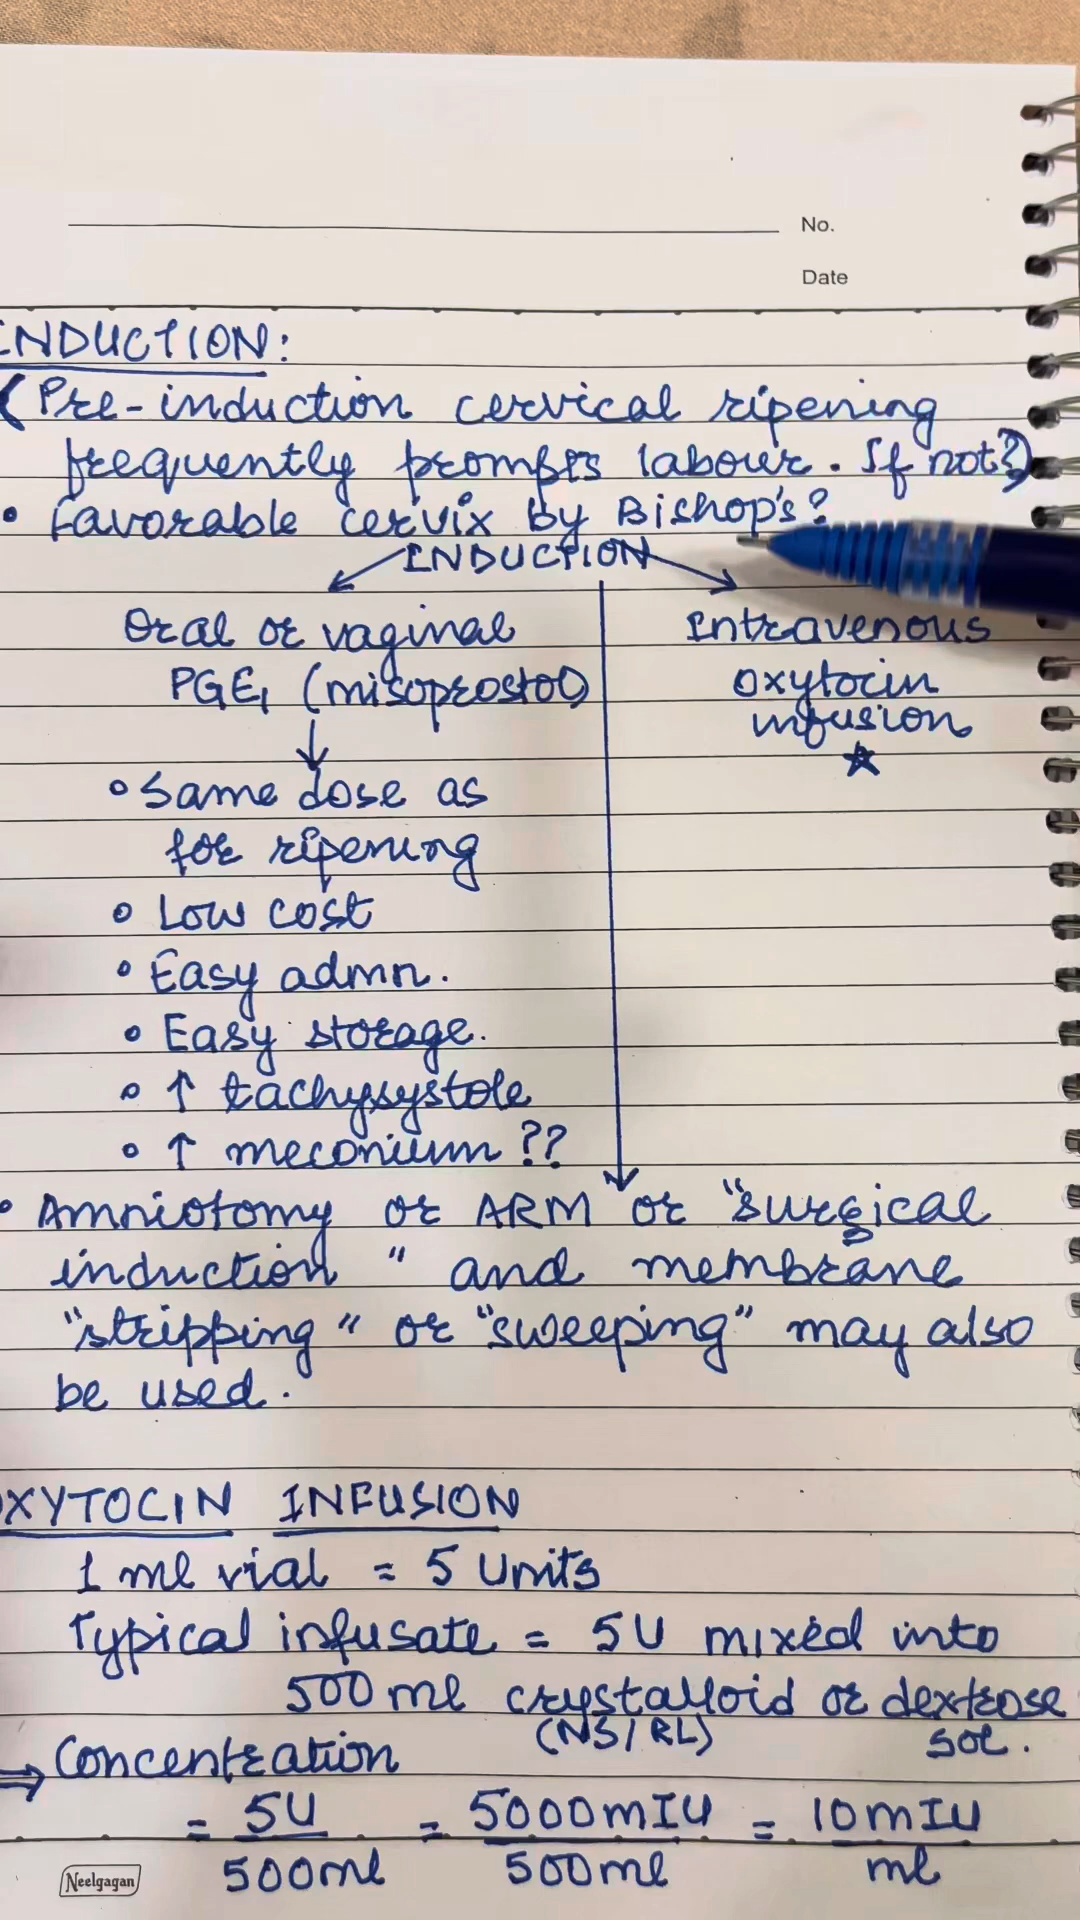 No.
Date
INDUCTION:
(Pre-induction cervical ripening
frequently prompts labour. If not?)
• Favorable cervix by Bishop's?
INDUCTION
Oral or vaginal
PGE₁ (misoprostol)
↓
• Same dose as
for ripening
• Low cost
• Easy admn.
• Easy storage.
• ↑ tachysystole
• ↑ meconium ??
Intravenous
oxytocin
infusion
☆
• Amniotomy or ARM or "surgical
induction" and membrane
"stripping" or "sweeping" may also
be used.
OXYTOCIN INFUSION
1 ml vial = 5 Units
Typical infusate = 5U mixed into
500 ml crystalloid or dextrose
(NS/RL) sol.
⇒ Concentration
= 5U/500ml = 5000mIU/500ml = 10mIU/ml
Neelgagan